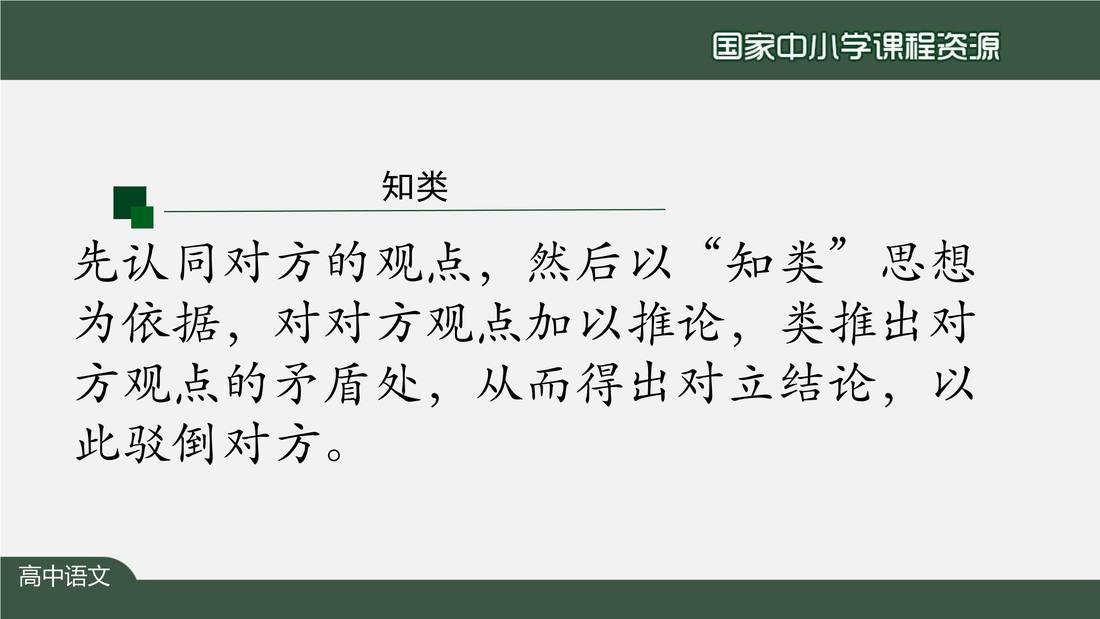 国家中小学课程资源
知类
先认同对方的观点，然后以“知类”思想
为依据，对对方观点加以推论，类推出对
方观点的矛盾处，从而得出对立结论，以
此驳倒对方。
高中语文